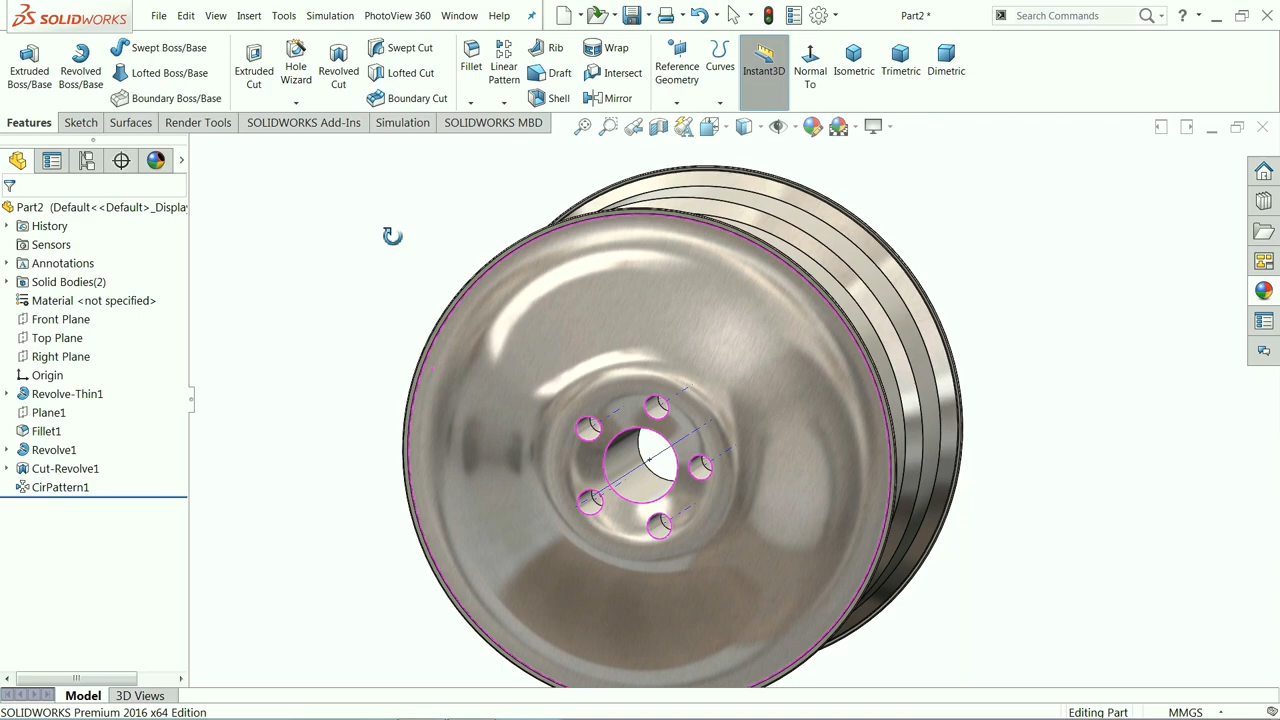 SOLIDWORKS File Edit View Insert Tools Simulation PhotoView 360 Window Help Part2 * Search Commands ?
Extruded Boss/Base
Revolved Boss/Base
Swept Boss/Base
Lofted Boss/Base
Boundary Boss/Base
Extruded Cut
Hole Wizard
Revolved Cut
Swept Cut
Lofted Cut
Boundary Cut
Fillet
Linear Pattern
Rib
Draft
Shell
Wrap
Intersect
Mirror
Reference Geometry
Curves
Instant3D
Normal To
Isometric
Trimetric
Dimetric
Features Sketch Surfaces Render Tools SOLIDWORKS Add-Ins Simulation SOLIDWORKS MBD
Part2 (Default<<Default>_Displa
History
Sensors
Annotations
Solid Bodies(2)
Material <not specified>
Front Plane
Top Plane
Right Plane
Origin
Revolve-Thin1
Plane1
Fillet1
Revolve1
Cut-Revolve1
CirPattern1
Model 3D Views
SOLIDWORKS Premium 2016 x64 Edition Editing Part MMGS